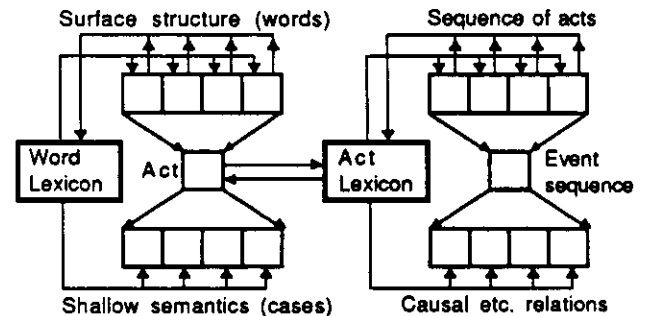 Surface structure (words)
Sequence of acts
Word
Lexicon
Act
Act
Lexicon
Event
sequence
Shallow semantics (cases)
Causal etc. relations